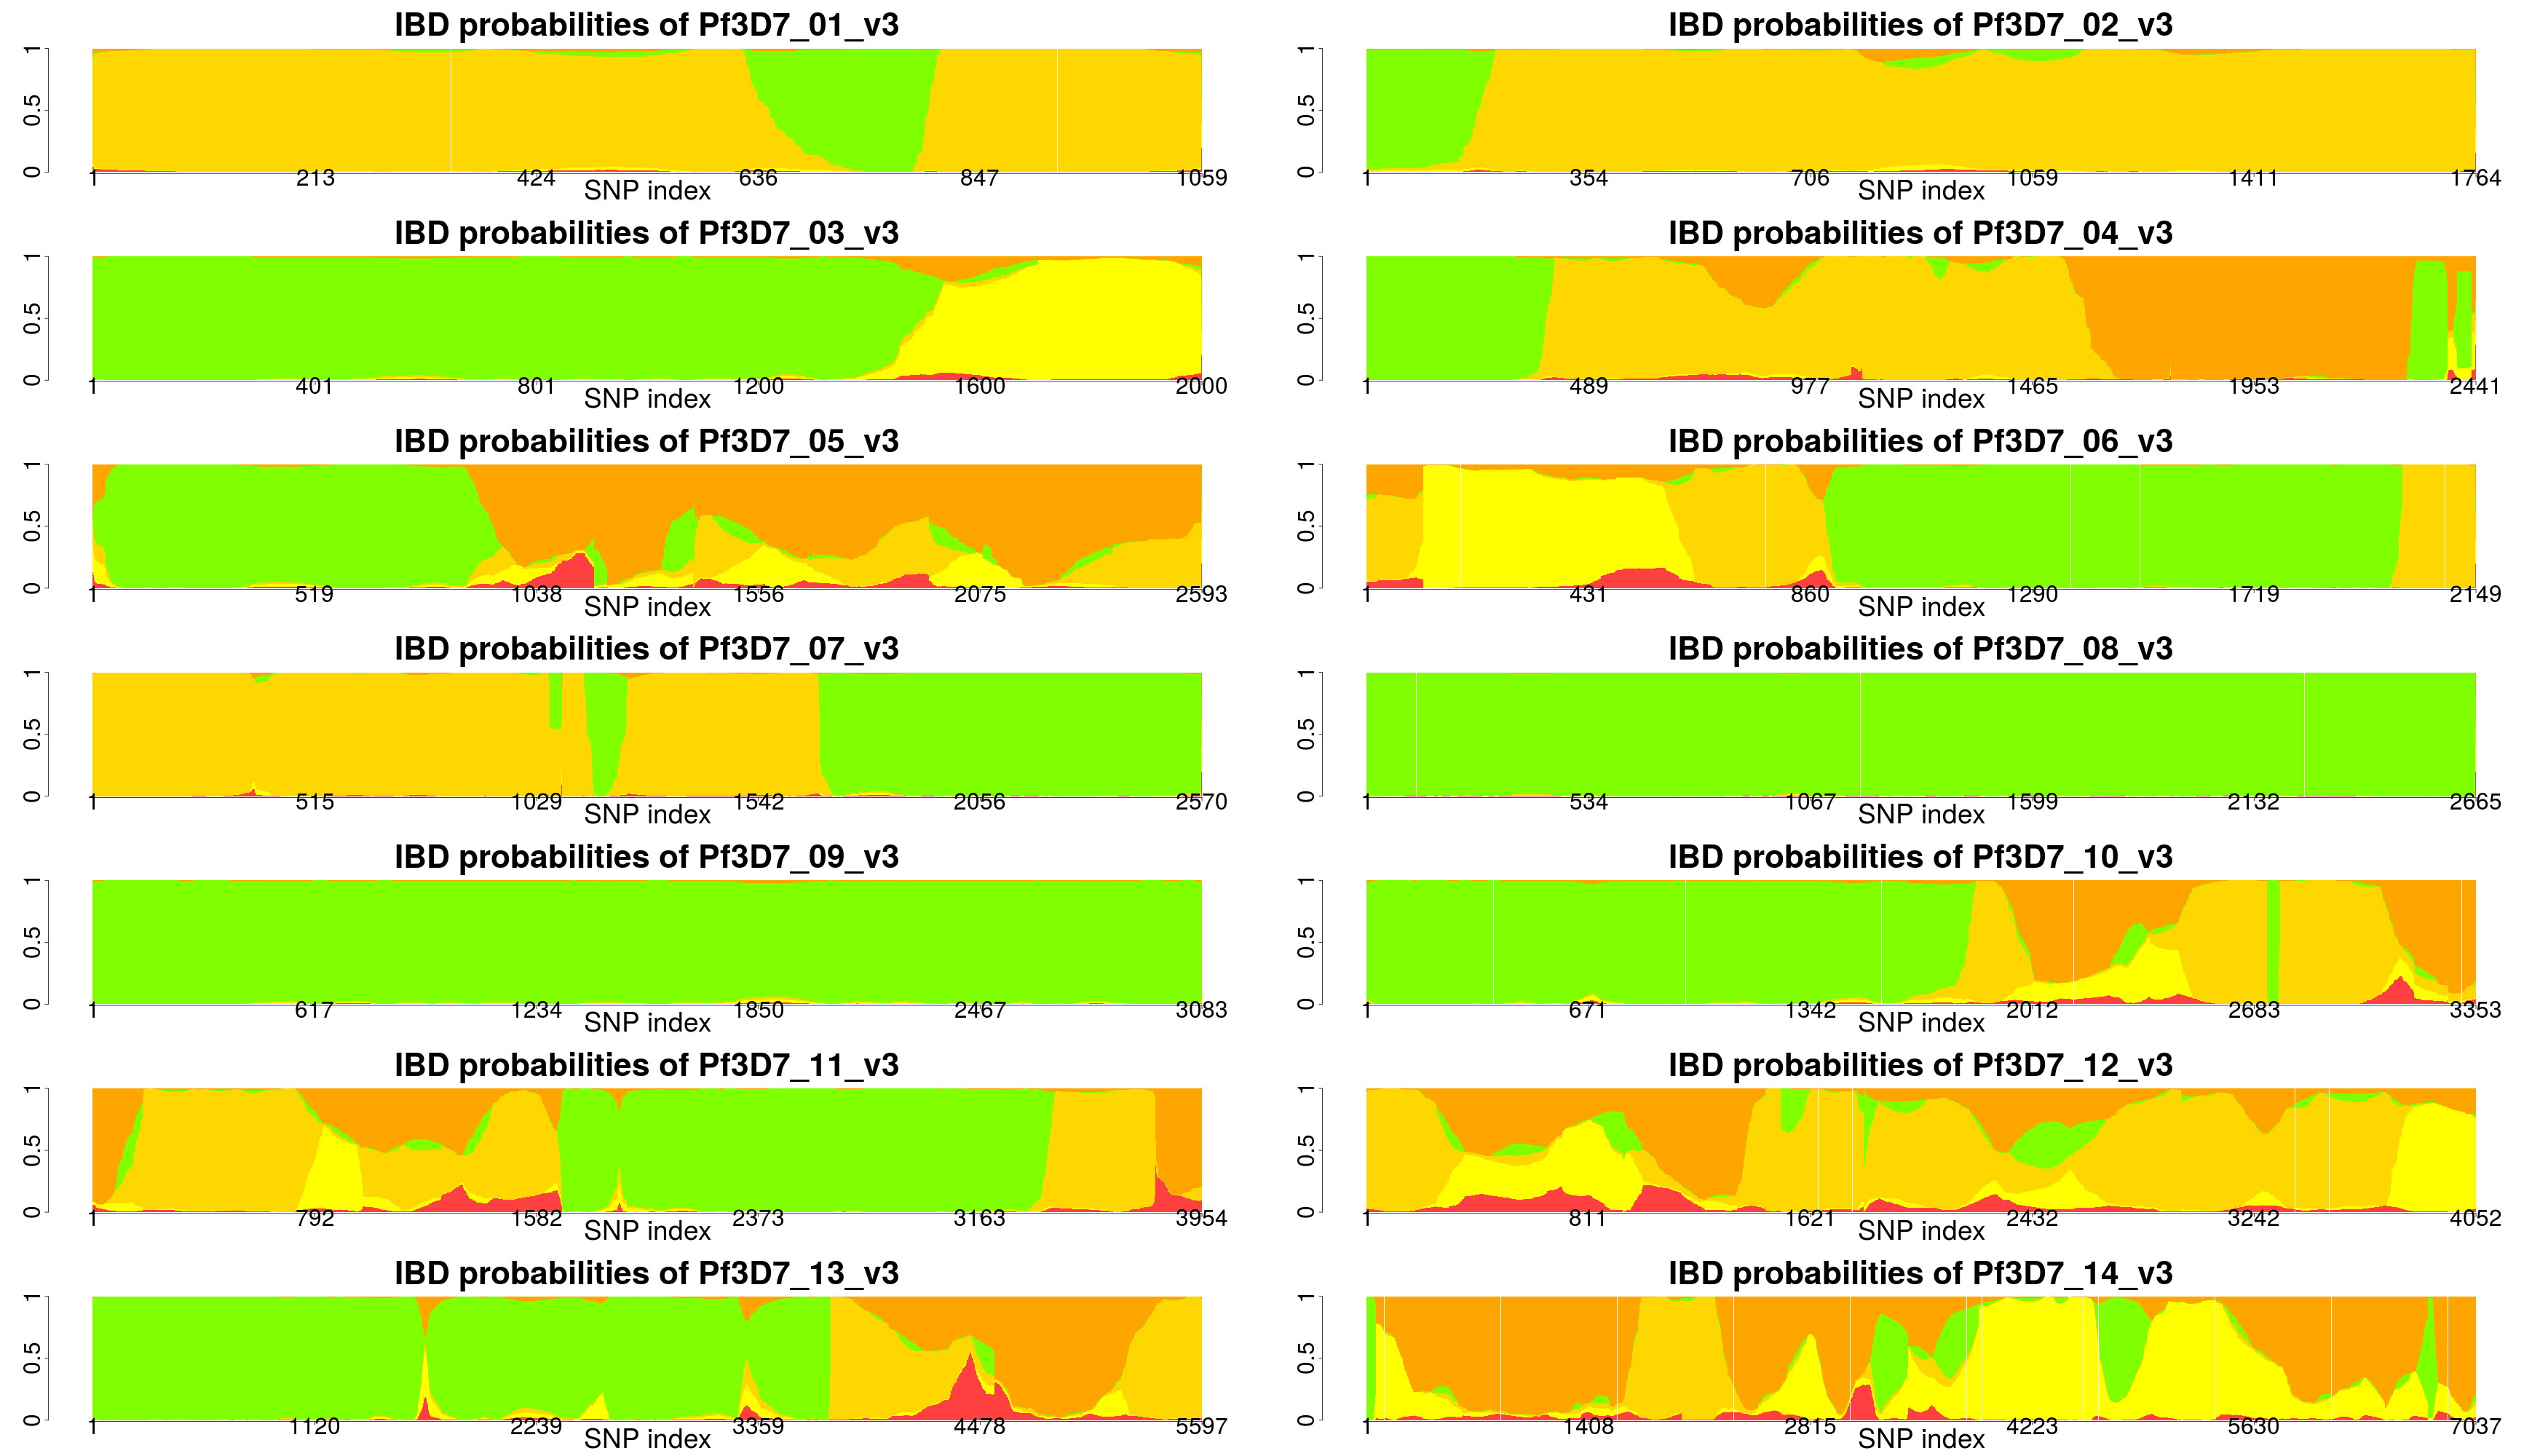 IBD probabilities of Pf3D7_01_v3
0 0.5 1
1 213 424 636 847 1059
SNP index
IBD probabilities of Pf3D7_02_v3
0 0.5 1
1 354 706 1059 1411 1764
SNP index
IBD probabilities of Pf3D7_03_v3
0 0.5 1
1 401 801 1200 1600 2000
SNP index
IBD probabilities of Pf3D7_04_v3
0 0.5 1
1 489 977 1465 1953 2441
SNP index
IBD probabilities of Pf3D7_05_v3
0 0.5 1
1 519 1038 1556 2075 2593
SNP index
IBD probabilities of Pf3D7_06_v3
0 0.5 1
1 431 860 1290 1719 2149
SNP index
IBD probabilities of Pf3D7_07_v3
0 0.5 1
1 515 1029 1542 2056 2570
SNP index
IBD probabilities of Pf3D7_08_v3
0 0.5 1
1 534 1067 1599 2132 2665
SNP index
IBD probabilities of Pf3D7_09_v3
0 0.5 1
1 617 1234 1850 2467 3083
SNP index
IBD probabilities of Pf3D7_10_v3
0 0.5 1
1 671 1342 2012 2683 3353
SNP index
IBD probabilities of Pf3D7_11_v3
0 0.5 1
1 792 1582 2373 3163 3954
SNP index
IBD probabilities of Pf3D7_12_v3
0 0.5 1
1 811 1621 2432 3242 4052
SNP index
IBD probabilities of Pf3D7_13_v3
0 0.5 1
1 1120 2239 3359 4478 5597
SNP index
IBD probabilities of Pf3D7_14_v3
0 0.5 1
1 1408 2815 4223 5630 7037
SNP index